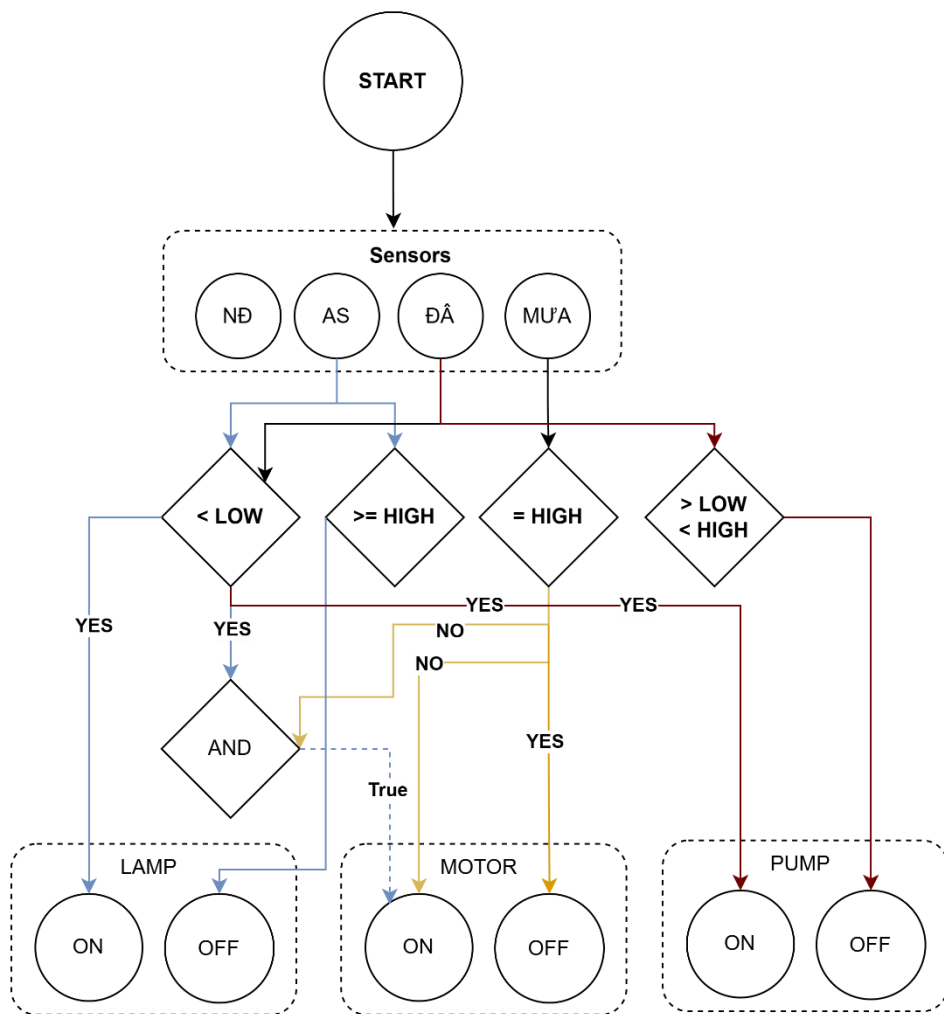 START
Sensors
NĐ
AS
ĐÂ
MƯA
< LOW
>= HIGH
= HIGH
> LOW
< HIGH
YES
YES
YES
YES
NO
NO
YES
AND
True
LAMP
MOTOR
PUMP
ON
OFF
ON
OFF
ON
OFF